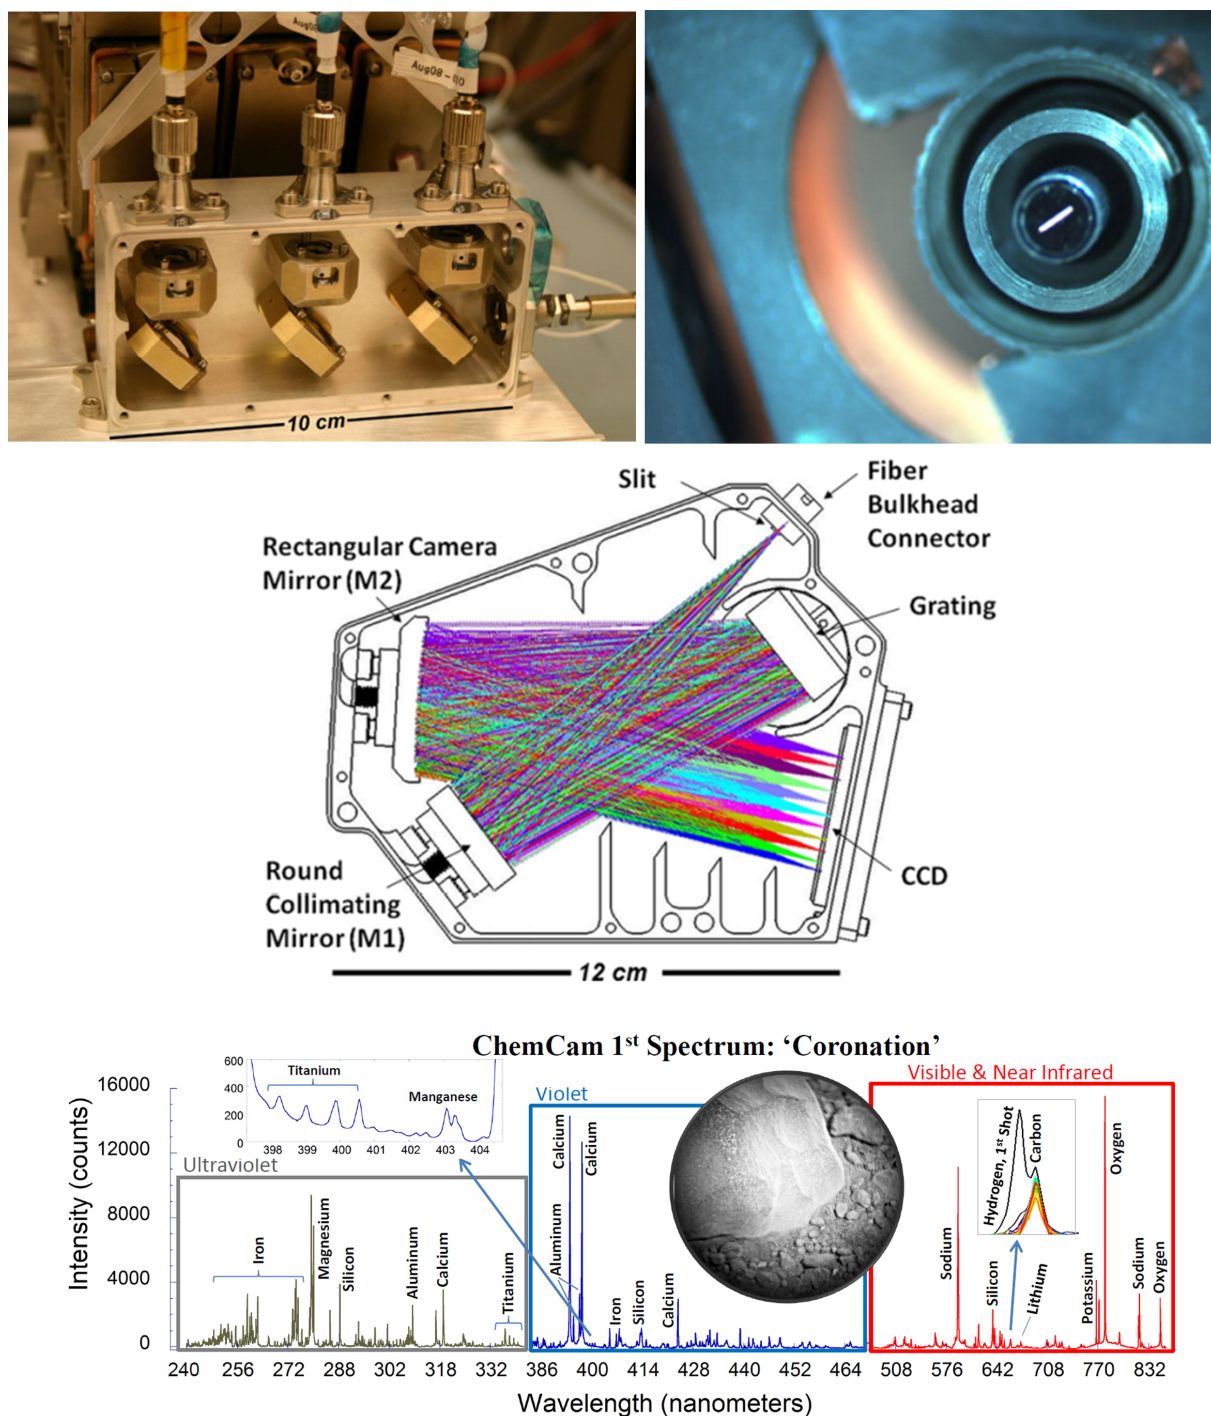 Aug08-00
10 cm
Slit
Fiber
Bulkhead
Connector
Rectangular Camera
Mirror (M2)
Grating
Round
Collimating
Mirror (M1)
CCD
12 cm
ChemCam 1st Spectrum: ‘Coronation’
Visible & Near Infrared
Violet
Ultraviolet
600
400
200
0
Titanium
Manganese
398 399 400 401 402 403 404
Intensity (counts)
16000
12000
8000
4000
0
Iron
Magnesium
Silicon
Aluminum
Calcium
Titanium
Aluminum
Calcium
Calcium
Iron
Silicon
Calcium
Sodium
Silicon
Hydrogen, 1st Shot
Carbon
Lithium
Potassium
Oxygen
Sodium
Oxygen
240 256 272 288 302 316 332 386 400 414 428 440 452 464 508 576 642 708 770 832
Wavelength (nanometers)